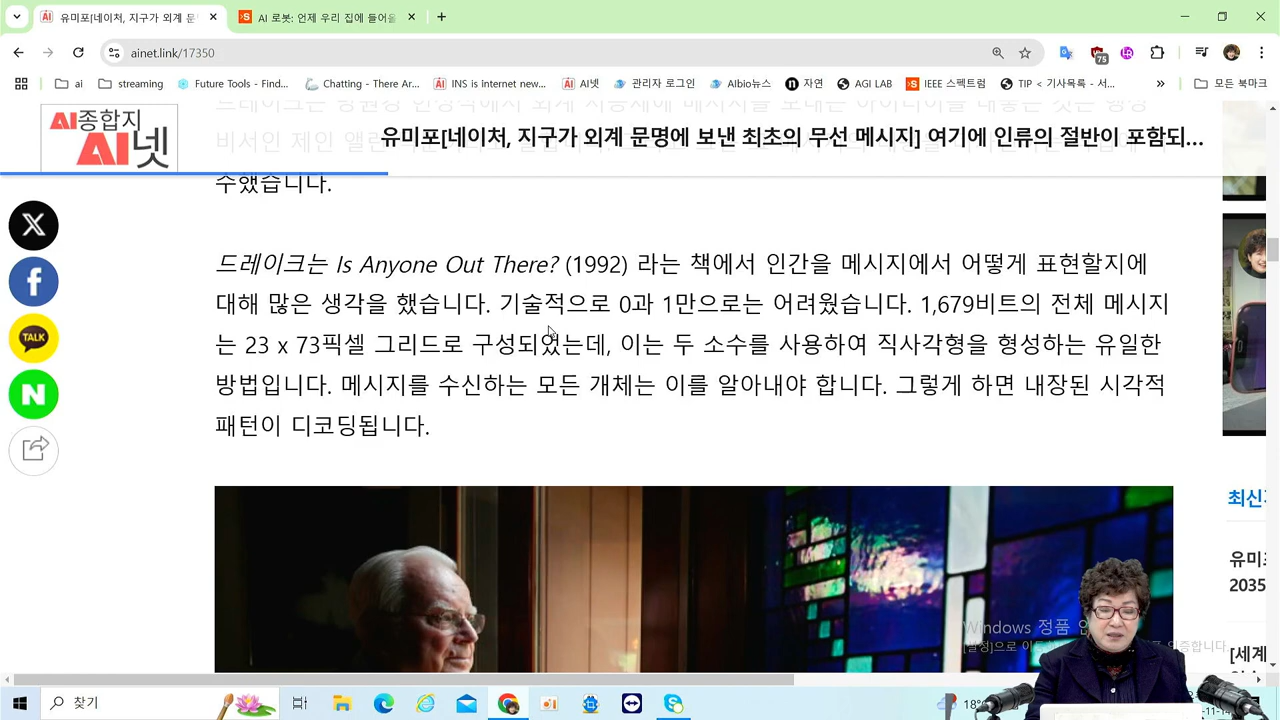 유미포[네이처, 지구가 외계 문
AI 로봇: 언제 우리 집에 들어올
ainet.link/17350
75
ai
streaming
Future Tools - Find...
Chatting - There Ar...
INS is internet new...
AI넷
관리자 로그인
AIbio뉴스
자연
AGI LAB
IEEE 스펙트럼
TIP < 기사목록 - 서...
모든 북마크
AI종합지
AI넷
유미포[네이처, 지구가 외계 문명에 보낸 최초의 무선 메시지] 여기에 인류의 절반이 포함되...
비서인 제인 앨런
수했습니다.
드레이크는 Is Anyone Out There? (1992) 라는 책에서 인간을 메시지에서 어떻게 표현할지에
대해 많은 생각을 했습니다. 기술적으로 0과 1만으로는 어려웠습니다. 1,679비트의 전체 메시지
는 23 x 73픽셀 그리드로 구성되었는데, 이는 두 소수를 사용하여 직사각형을 형성하는 유일한
방법입니다. 메시지를 수신하는 모든 개체는 이를 알아내야 합니다. 그렇게 하면 내장된 시각적
패턴이 디코딩됩니다.
X
f
TALK
N
최신
유미
2035
[세계
Windows 정품
찾기
18°